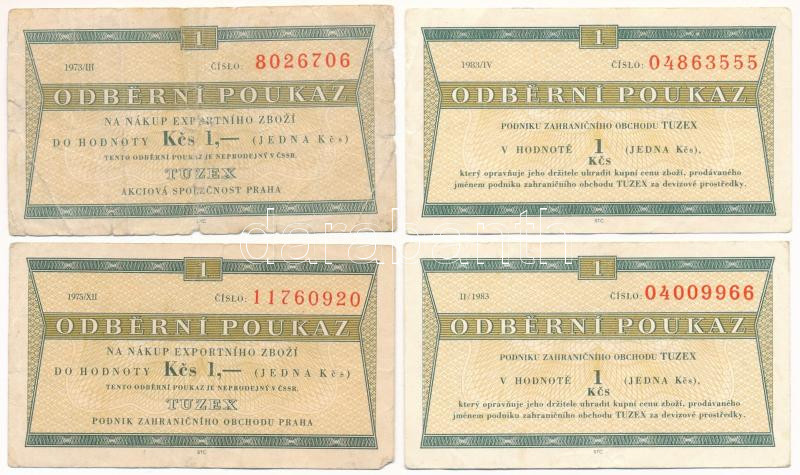 1
1973/III ČÍSLO: 8026706
ODBĚRNÍ POUKAZ
NA NÁKUP EXPORTNÍHO ZBOŽÍ
DO HODNOTY Kčs 1,— (JEDNA Kčs)
TENTO ODBĚRNÍ POUKAZ JE NEPRODEJNÝ V ČSSR.
TUZEX
AKCIOVÁ SPOLEČNOST PRAHA
1
1983/IV ČÍSLO: 04863555
ODBĚRNÍ POUKAZ
PODNIKU ZAHRANIČNÍHO OBCHODU TUZEX
V HODNOTĚ 1 (JEDNA Kčs),
Kčs
který opravňuje jeho držitele uhradit kupní cenu zboží, prodávaného
jménem podniku zahraničního obchodu TUZEX za devizové prostředky.
STC
1
1975/XII ČÍSLO: 11760920
ODBĚRNÍ POUKAZ
NA NÁKUP EXPORTNÍHO ZBOŽÍ
DO HODNOTY Kčs 1,— (JEDNA Kčs)
TENTO ODBĚRNÍ POUKAZ JE NEPRODEJNÝ V ČSSR.
TUZEX
PODNIK ZAHRANIČNÍHO OBCHODU PRAHA
STC
1
II/1983 ČÍSLO: 04009966
ODBĚRNÍ POUKAZ
PODNIKU ZAHRANIČNÍHO OBCHODU TUZEX
V HODNOTĚ 1 (JEDNA Kčs),
Kčs
který opravňuje jeho držitele uhradit kupní cenu zboží, prodávaného
jménem podniku zahraničního obchodu TUZEX za devizové prostředky.
STC
darabanth